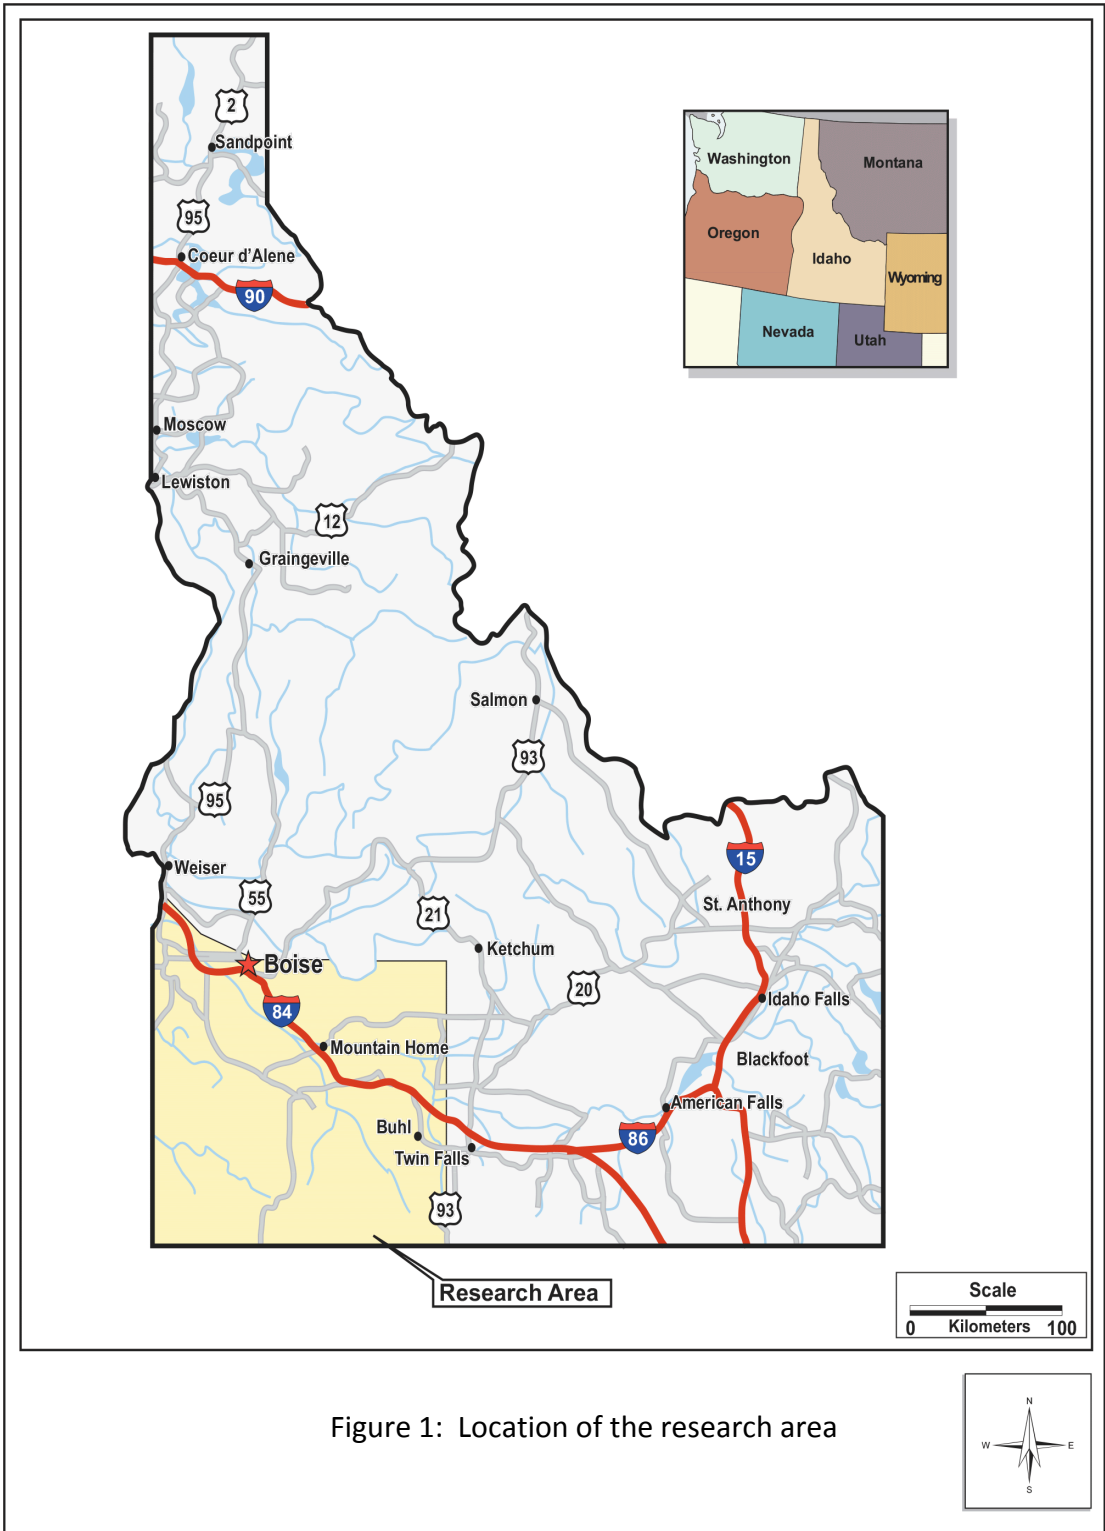 2
Sandpoint
95
Coeur d'Alene
90
Moscow
Lewiston
12
Graingeville
Salmon
93
95
15
Weiser
St. Anthony
55
21
Ketchum
Boise
20
Idaho Falls
84
Mountain Home
Blackfoot
American Falls
Buhl
86
Twin Falls
93
Research Area
Washington
Montana
Oregon
Idaho
Wyoming
Nevada
Utah
Scale
0 Kilometers 100
Figure 1: Location of the research area
N
W E
S